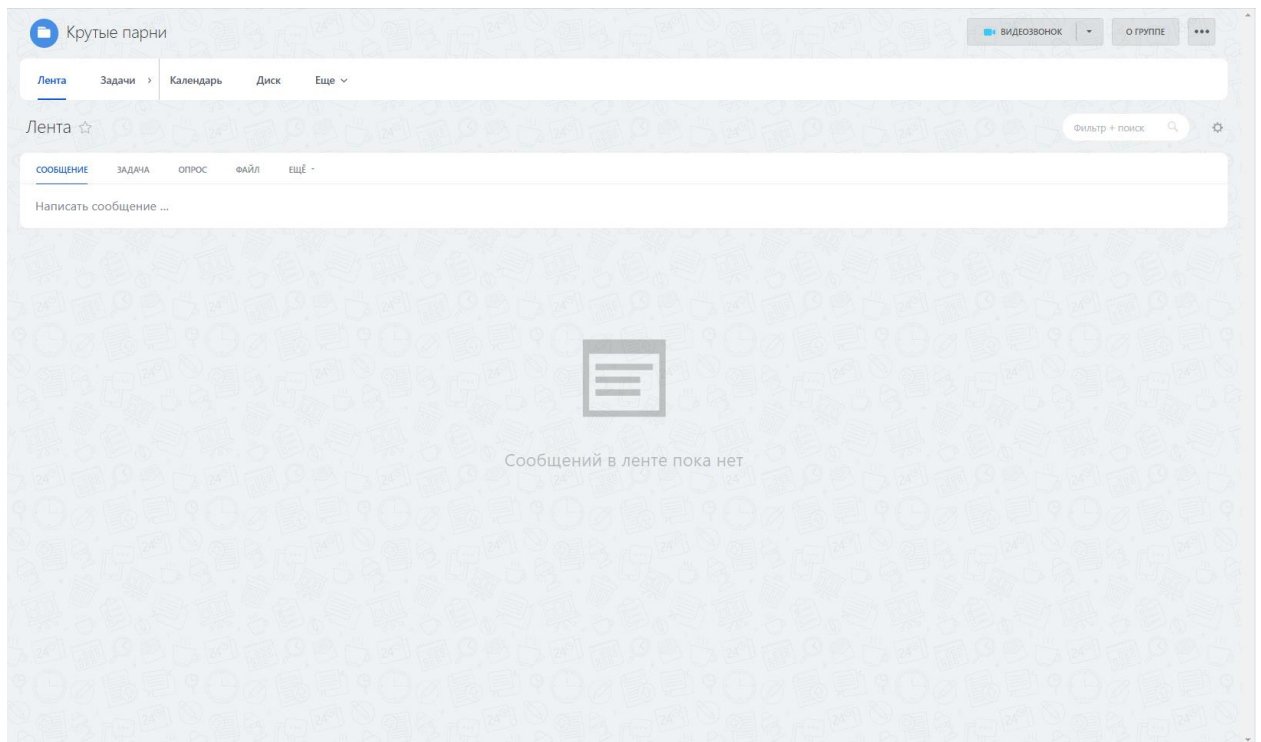 Крутые парни
ВИДЕОЗВОНОК
О ГРУППЕ
Лента Задачи Календарь Диск Еще
Лента
Фильтр + поиск
СООБЩЕНИЕ ЗАДАЧА ОПРОС ФАЙЛ ЕЩЁ
Написать сообщение ...
Сообщений в ленте пока нет